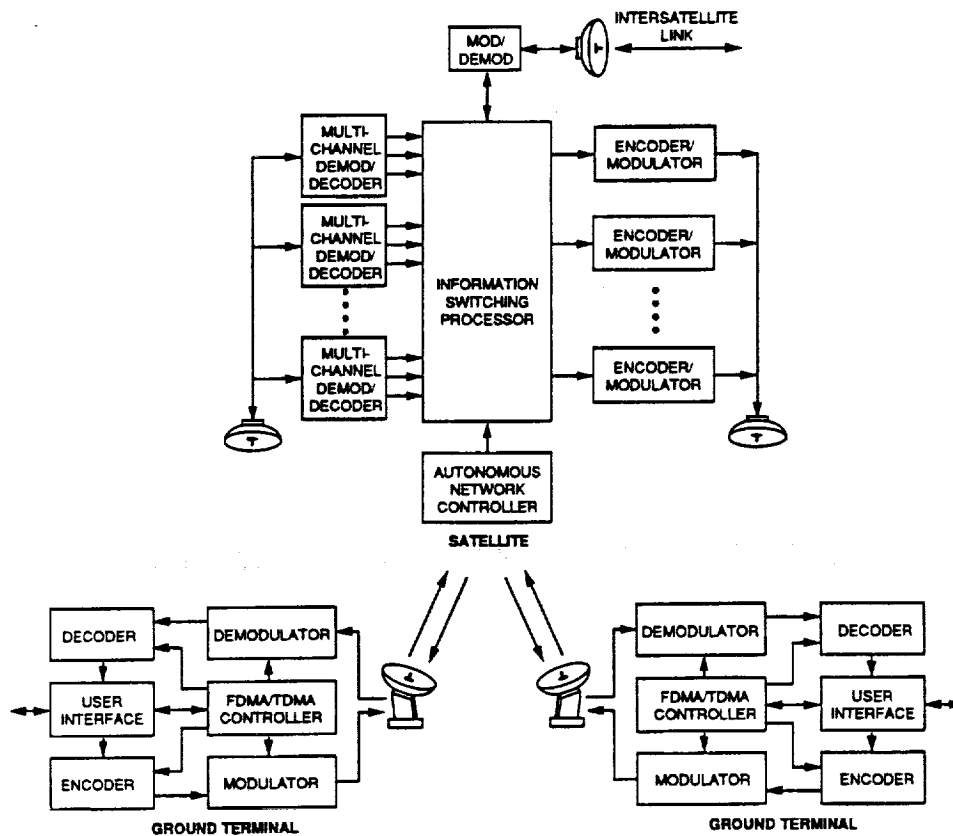 INTERSATELLITE
LINK
MOD/
DEMOD
MULTI-
CHANNEL
DEMOD/
DECODER
MULTI-
CHANNEL
DEMOD/
DECODER
MULTI-
CHANNEL
DEMOD/
DECODER
INFORMATION
SWITCHING
PROCESSOR
ENCODER/
MODULATOR
ENCODER/
MODULATOR
ENCODER/
MODULATOR
AUTONOMOUS
NETWORK
CONTROLLER
SATELLITE
DECODER
DEMODULATOR
USER
INTERFACE
FDMA/TDMA
CONTROLLER
ENCODER
MODULATOR
GROUND TERMINAL
DEMODULATOR
DECODER
FDMA/TDMA
CONTROLLER
USER
INTERFACE
MODULATOR
ENCODER
GROUND TERMINAL